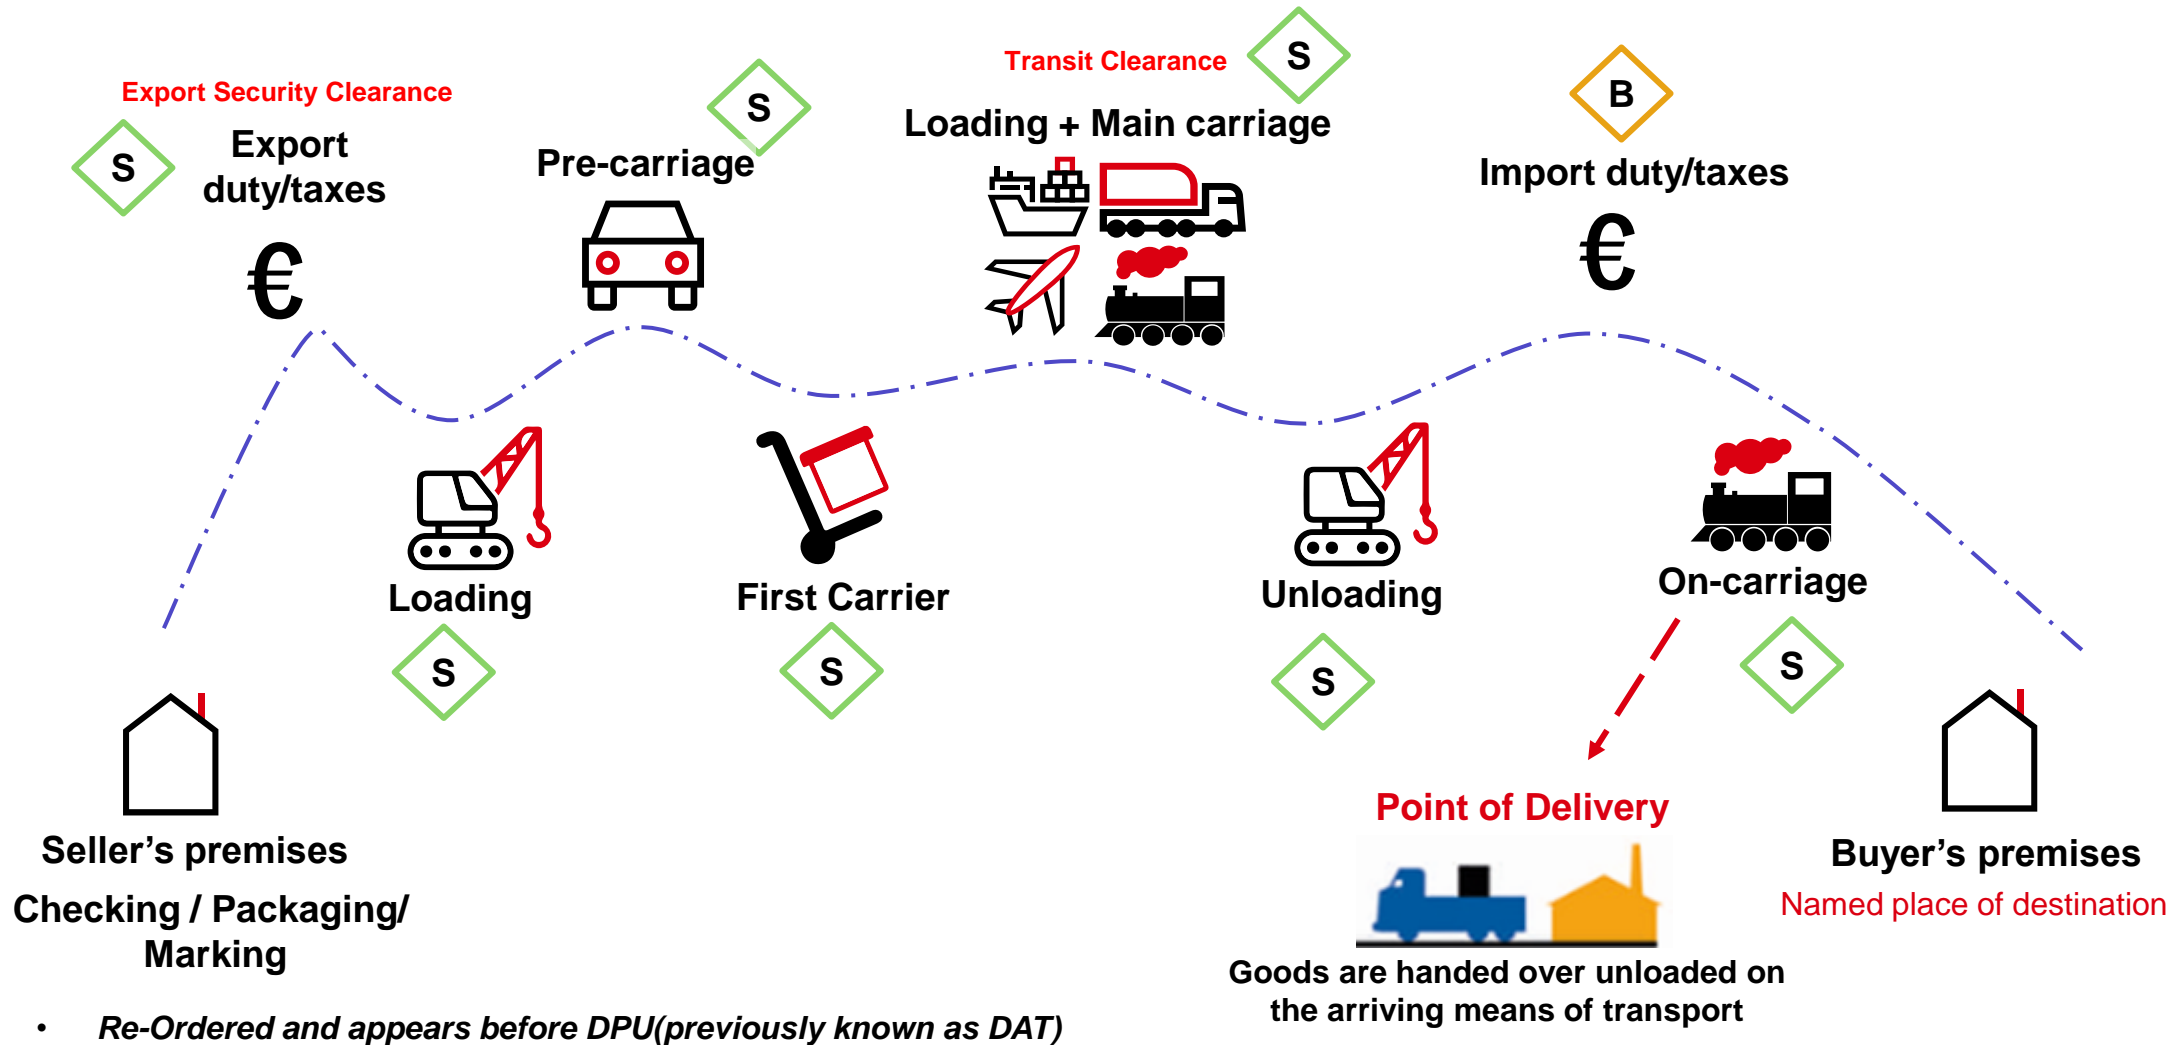 Export Security Clearance
S
Export
duty/taxes
€
S
Pre-carriage
Transit Clearance
S
Loading + Main carriage
B
Import duty/taxes
€
Loading
S
First Carrier
S
Unloading
S
On-carriage
S
Seller’s premises
Checking / Packaging/
Marking
Point of Delivery
Goods are handed over unloaded on
the arriving means of transport
Buyer’s premises
Named place of destination
• Re-Ordered and appears before DPU(previously known as DAT)